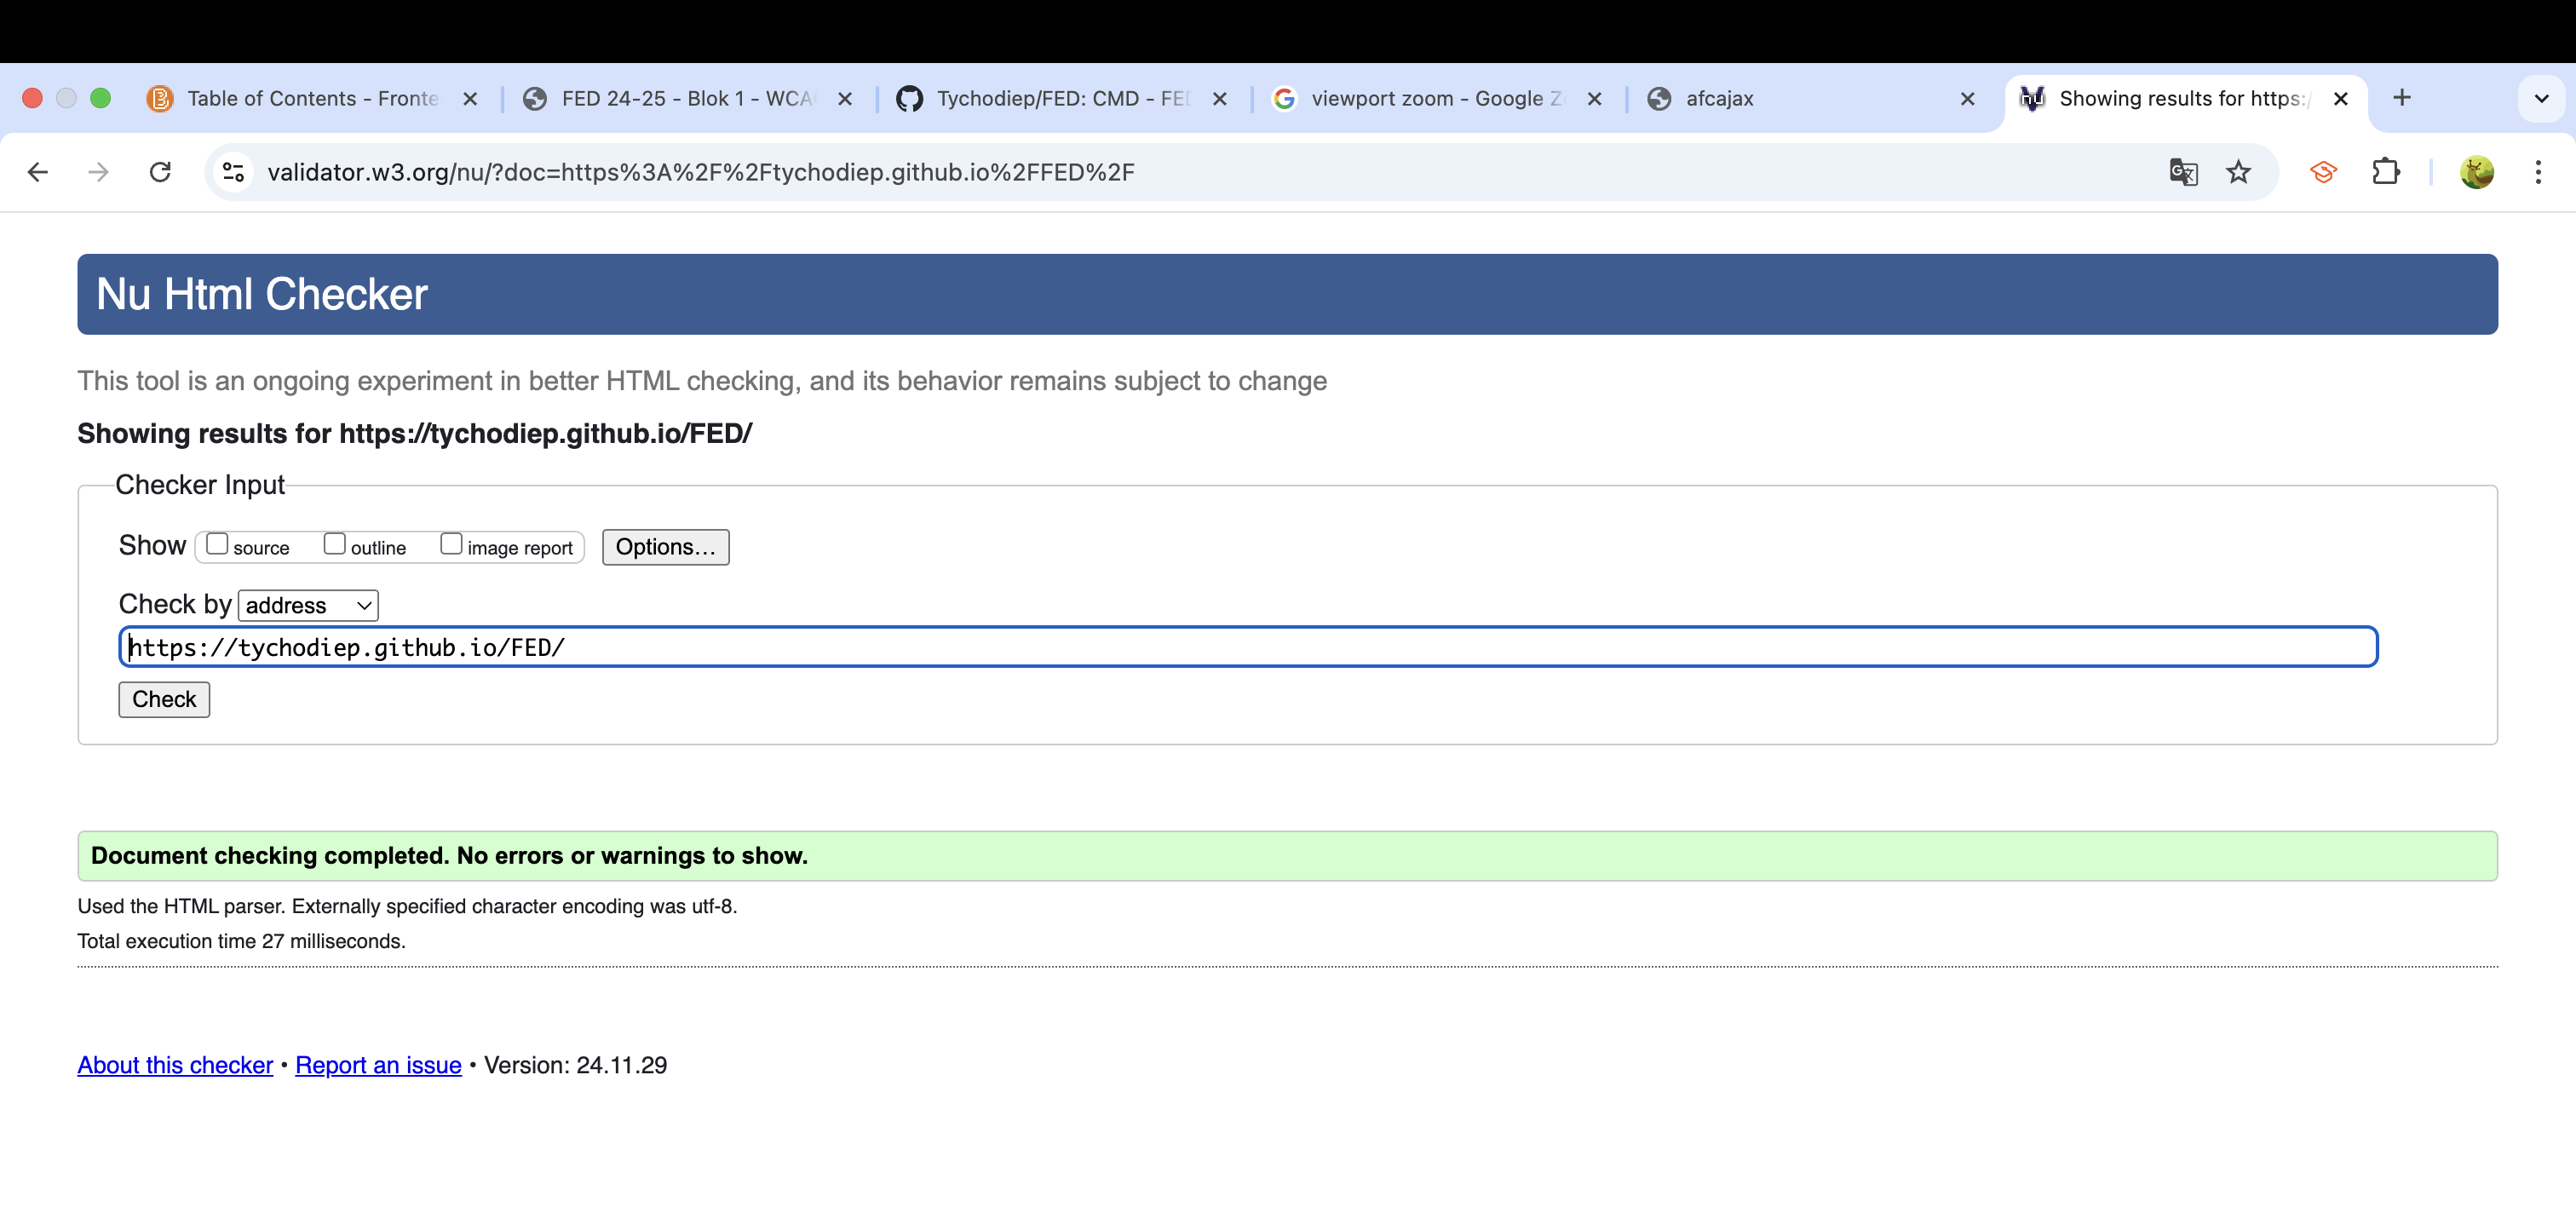 Table of Contents - Fronte
FED 24-25 - Blok 1 - WCA
Tychodiep/FED: CMD - FED
viewport zoom - Google Z
afcajax
Showing results for https:/
validator.w3.org/nu/?doc=https%3A%2F%2Ftychodiep.github.io%2FFED%2F
Nu Html Checker
This tool is an ongoing experiment in better HTML checking, and its behavior remains subject to change
Showing results for https://tychodiep.github.io/FED/
Checker Input
Show source outline image report Options...
Check by address
https://tychodiep.github.io/FED/
Check
Document checking completed. No errors or warnings to show.
Used the HTML parser. Externally specified character encoding was utf-8.
Total execution time 27 milliseconds.
About this checker • Report an issue • Version: 24.11.29